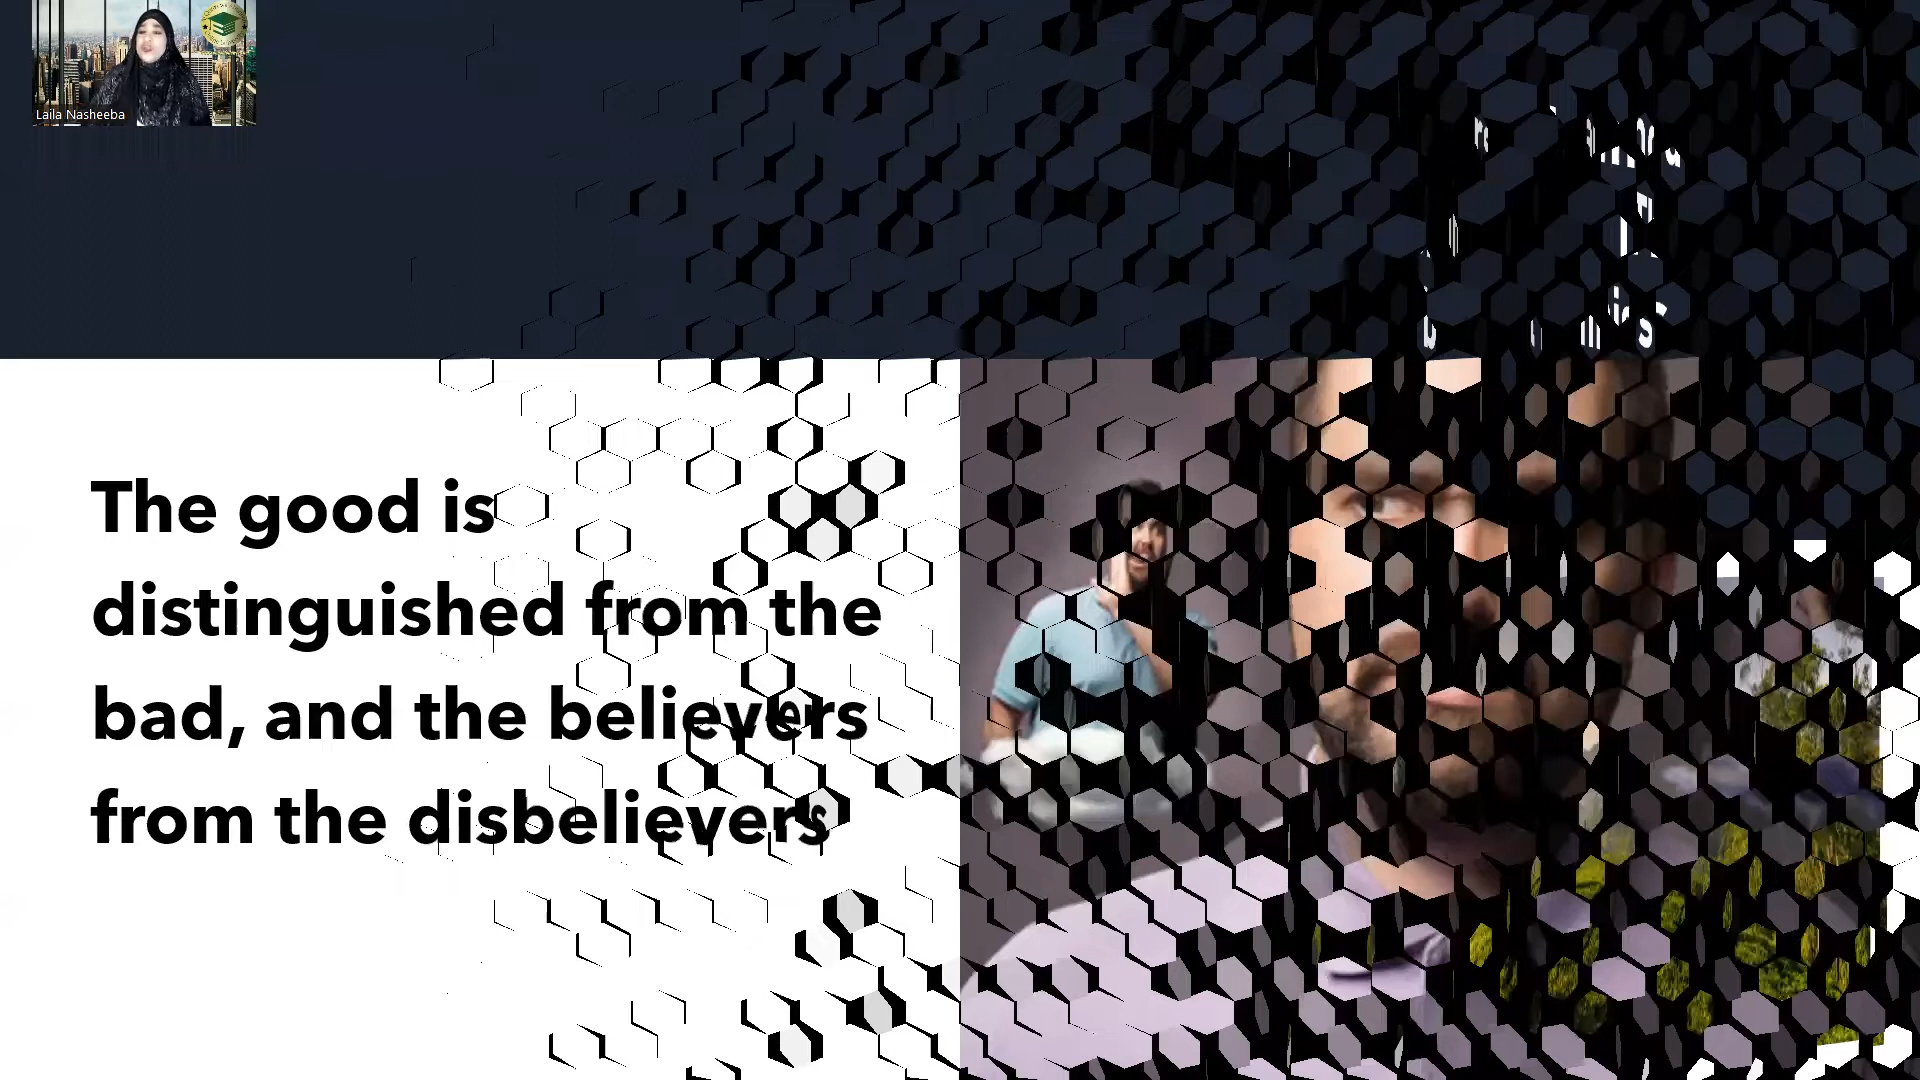 Laila Nasheeba
The good is
distinguished from the
bad, and the believers
from the disbelievers